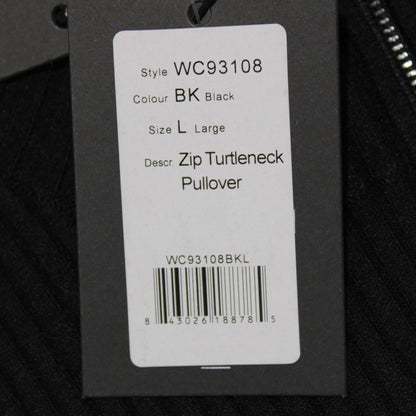 Style WC93108
Colour BK Black
Size L Large
Descr Zip Turtleneck
Pullover
WC93108BKL
8 43026 18878 5